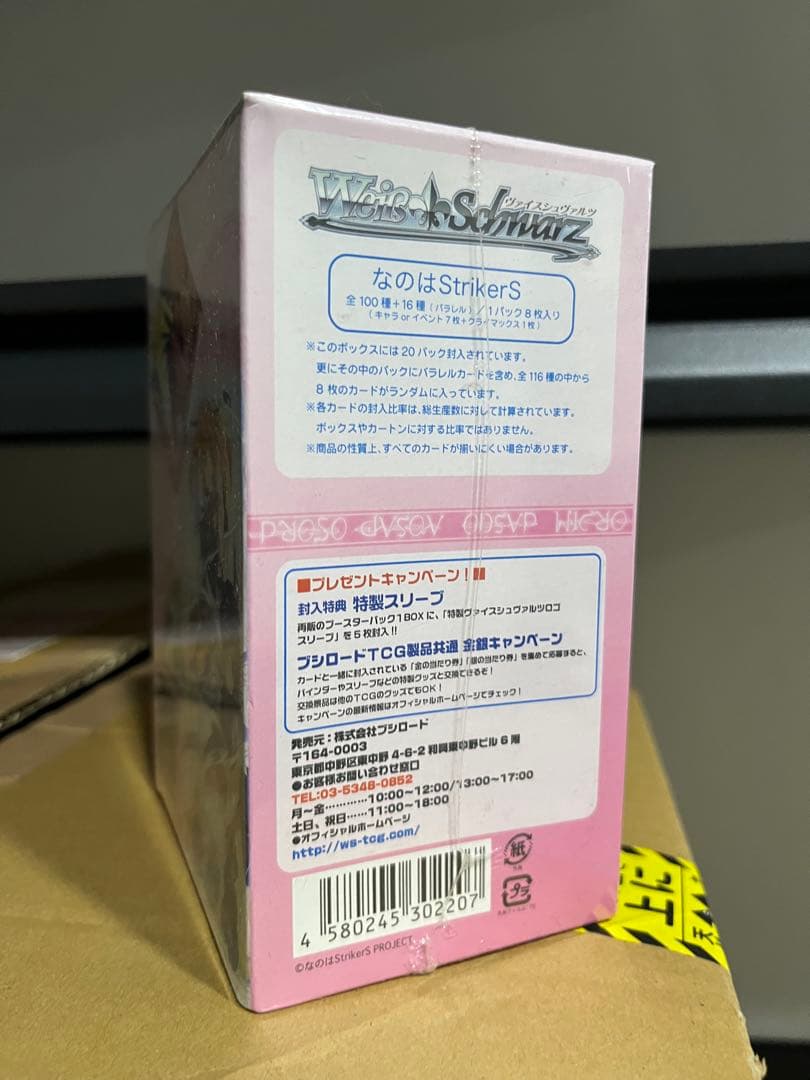 Weiß Schwarz
ヴァイスシュヴァルツ
なのはStrikerS
全100種+16種(パラレル)/1パック8枚入り
(キャラorイベント7枚+クライマックス1枚)
※このボックスには20パック封入されています。
更にその中のパックにパラレルカードを含め、全116種の中から
8枚のカードがランダムに入っています。
※各カードの封入比率は、総生産数に対して計算されています。
ボックスやカートンに対する比率ではありません。
※商品の性質上、すべてのカードが揃いにくい場合があります。
■プレゼントキャンペーン!■
封入特典 特製スリーブ
再販のブースターパック1BOXに、「特製ヴァイスシュヴァルツロゴ
スリーブ」を5枚封入!!
ブシロードTCG製品共通 金銀キャンペーン
カードと一緒に封入されている「金の当たり券」「銀の当たり券」を集めて応募すると、
バインダーやスリーブなどの特製グッズと交換できるぞ!
交換景品は他のTCGのグッズでもOK!
キャンペーンの最新情報はオフィシャルホームページでチェック!
発売元:株式会社ブシロード
〒164-0003
東京都中野区東中野4-6-2 和興東中野ビル6階
●お客様お問い合わせ窓口
TEL:03-5348-0852
月〜金…………10:00〜12:00/13:00〜17:00
土日、祝日……11:00〜18:00
●オフィシャルホームページ
http://ws-tcg.com/
紙
プラ
4 580245 302207
©なのはStrikerS PROJECT
上に
天